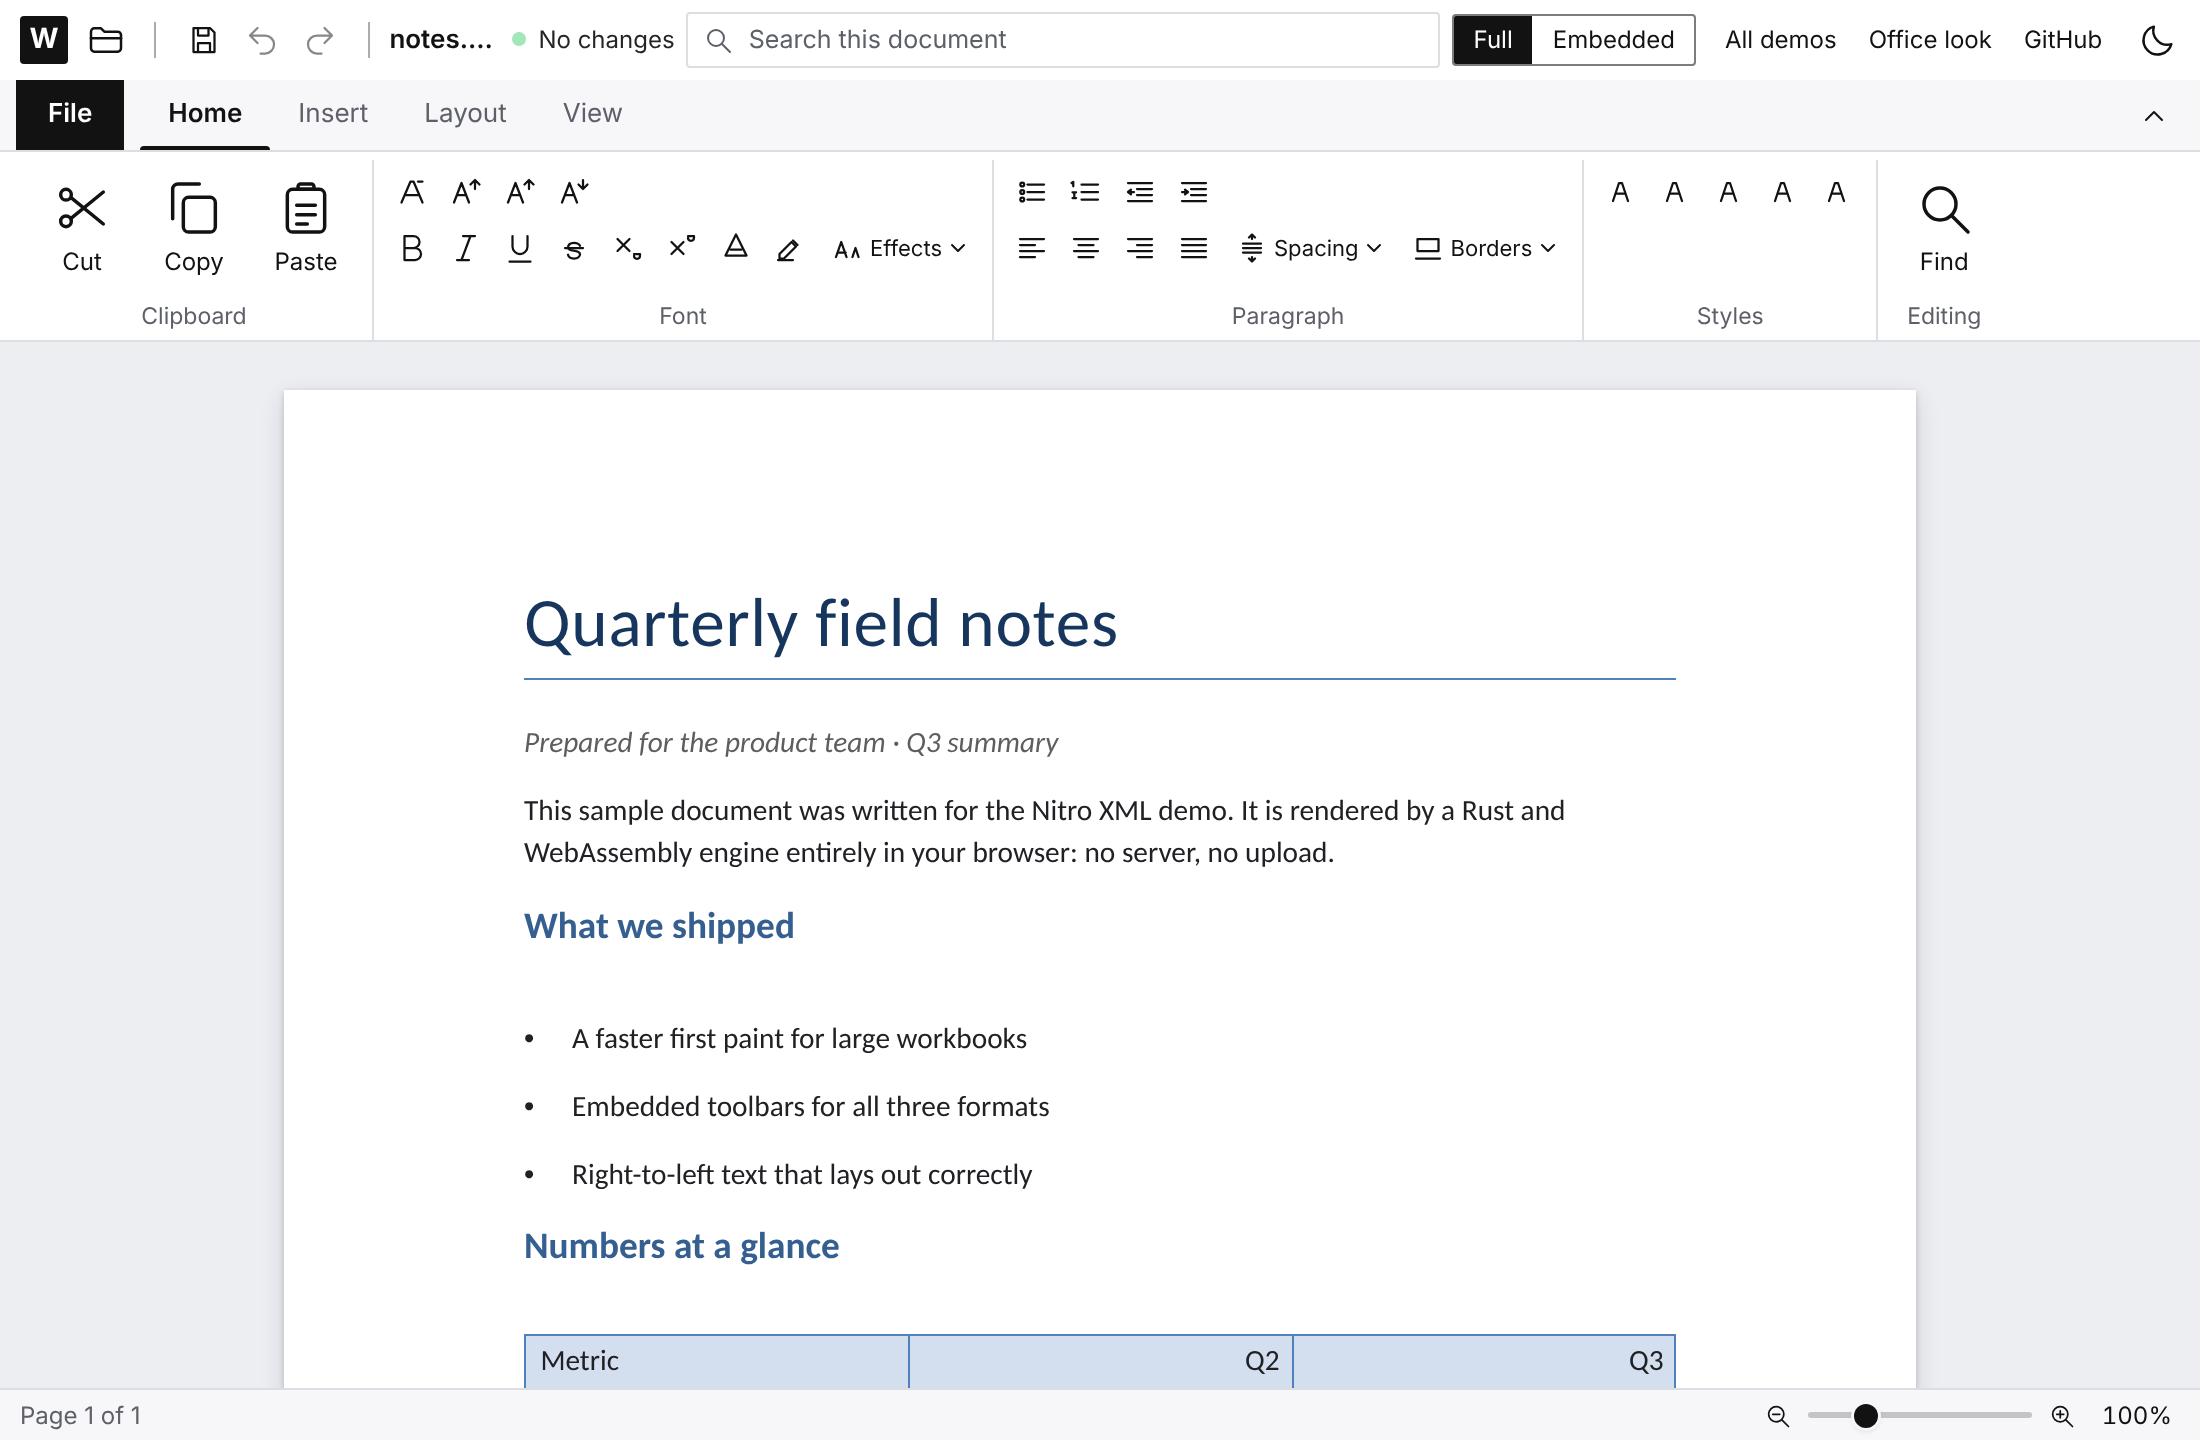 W notes.... No changes Search this document Full Embedded All demos Office look GitHub
File Home Insert Layout View
Cut Copy Paste Effects Spacing Borders Find
Clipboard Font Paragraph Styles Editing
Quarterly field notes
Prepared for the product team · Q3 summary
This sample document was written for the Nitro XML demo. It is rendered by a Rust and
WebAssembly engine entirely in your browser: no server, no upload.
What we shipped
• A faster first paint for large workbooks
• Embedded toolbars for all three formats
• Right-to-left text that lays out correctly
Numbers at a glance
Metric Q2 Q3
Page 1 of 1 100%